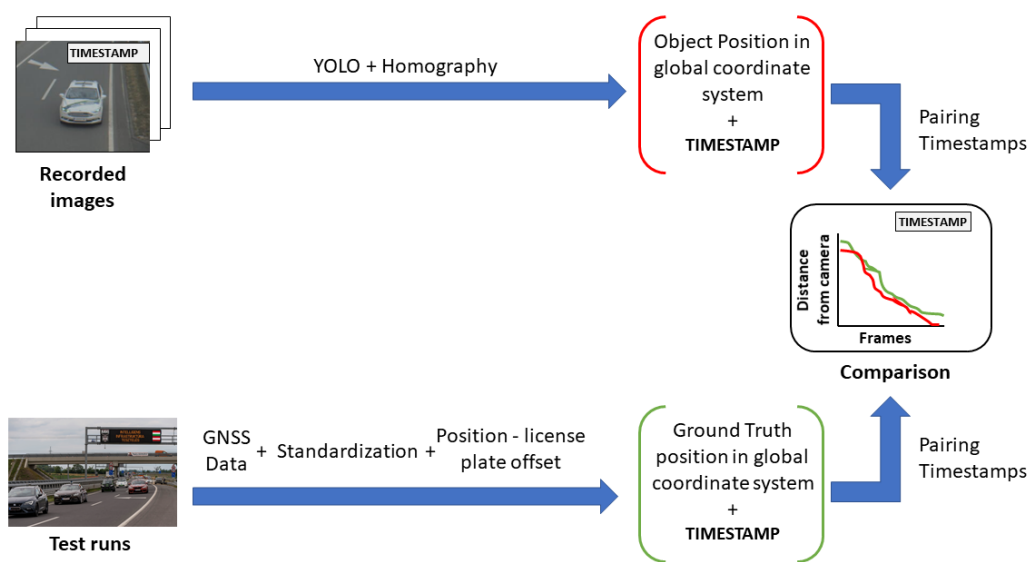 TIMESTAMP
Recorded
images
YOLO + Homography
Object Position in
global coordinate
system
+
TIMESTAMP
Pairing
Timestamps
TIMESTAMP
Distance
from camera
Frames
Comparison
Test runs
GNSS
Data
+
Standardization
+
Position - license
plate offset
Ground Truth
position in global
coordinate system
+
TIMESTAMP
Pairing
Timestamps